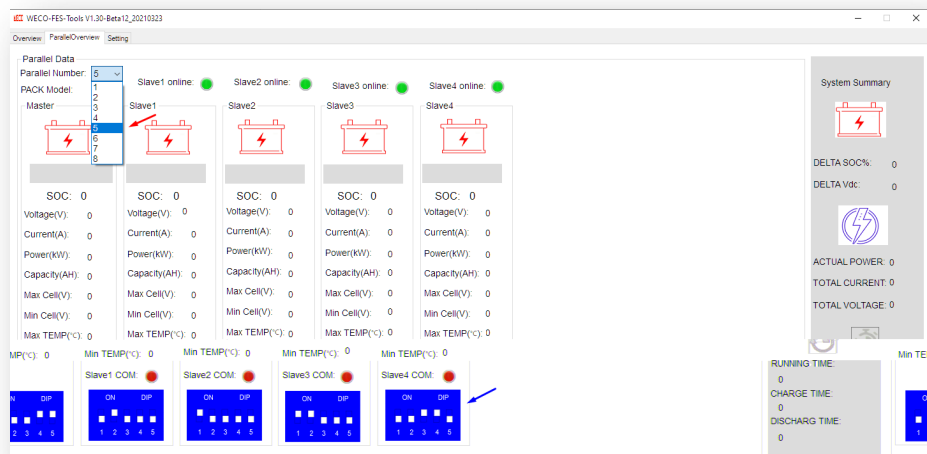 WECO-FES-Tools V1.30-Beta12_20210323
Overview ParallelOverview Setting
Parallel Data
Parallel Number: 5
PACK Model:
1
2
3
4
5
6
7
8
Slave1 online: Slave2 online: Slave3 online: Slave4 online:
Master Slave1 Slave2 Slave3 Slave4
SOC: 0 SOC: 0 SOC: 0 SOC: 0 SOC: 0
Voltage(V): 0 Voltage(V): 0 Voltage(V): 0 Voltage(V): 0 Voltage(V): 0
Current(A): 0 Current(A): 0 Current(A): 0 Current(A): 0 Current(A): 0
Power(kW): 0 Power(kW): 0 Power(kW): 0 Power(kW): 0 Power(kW): 0
Capacity(AH): 0 Capacity(AH): 0 Capacity(AH): 0 Capacity(AH): 0 Capacity(AH): 0
Max Cell(V): 0 Max Cell(V): 0 Max Cell(V): 0 Max Cell(V): 0 Max Cell(V): 0
Min Cell(V): 0 Min Cell(V): 0 Min Cell(V): 0 Min Cell(V): 0 Min Cell(V): 0
Max TEMP(°C): 0 Max TEMP(°C): 0 Max TEMP(°C): 0 Max TEMP(°C): 0 Max TEMP(°C): 0
MP(°C): 0 Min TEMP(°C): 0 Min TEMP(°C): 0 Min TEMP(°C): 0 Min TEMP(°C): 0
Slave1 COM: Slave2 COM: Slave3 COM: Slave4 COM:
N DIP ON DIP ON DIP ON DIP ON DIP
2 3 4 5 1 2 3 4 5 1 2 3 4 5 1 2 3 4 5 1 2 3 4 5
System Summary
DELTA SOC%: 0
DELTA Vdc: 0
ACTUAL POWER: 0
TOTAL CURRENT: 0
TOTAL VOLTAGE: 0
RUNNING TIME:
0
CHARGE TIME:
0
DISCHARG TIME:
0
Min TE
O
1